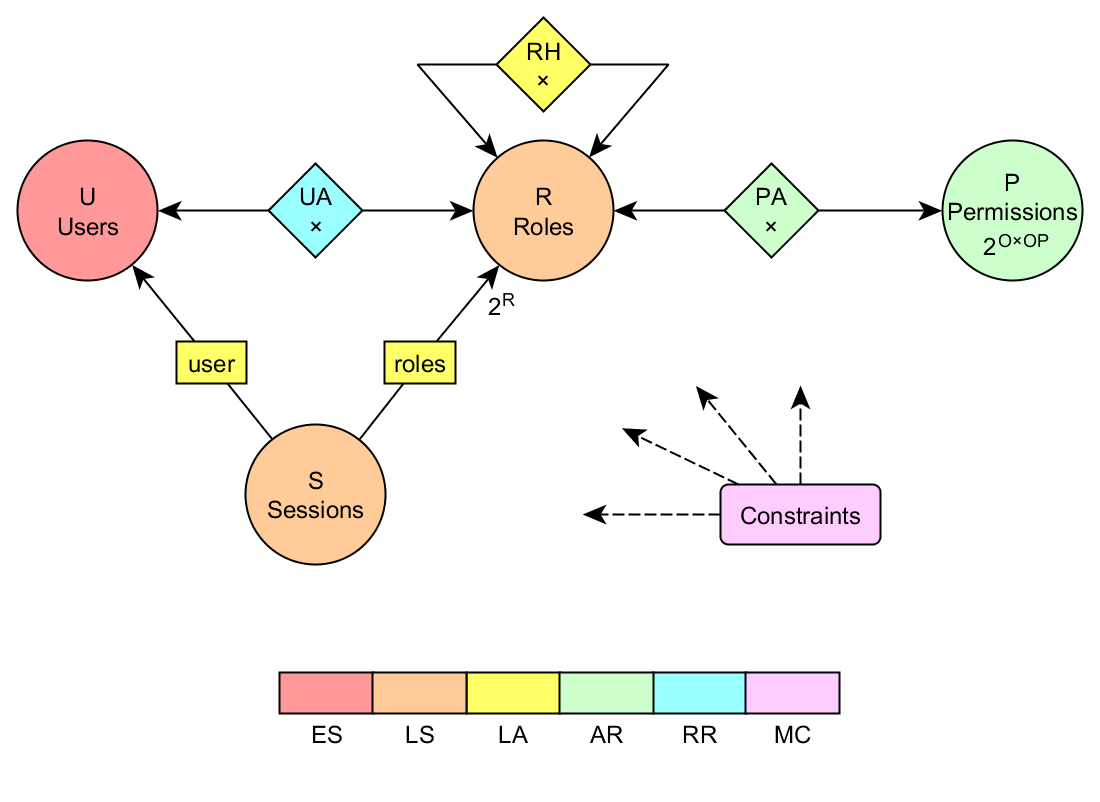 RH
×
U
Users
UA
×
R
Roles
PA
×
P
Permissions
2^O×OP
2^R
user
roles
S
Sessions
Constraints
ES LS LA AR RR MC